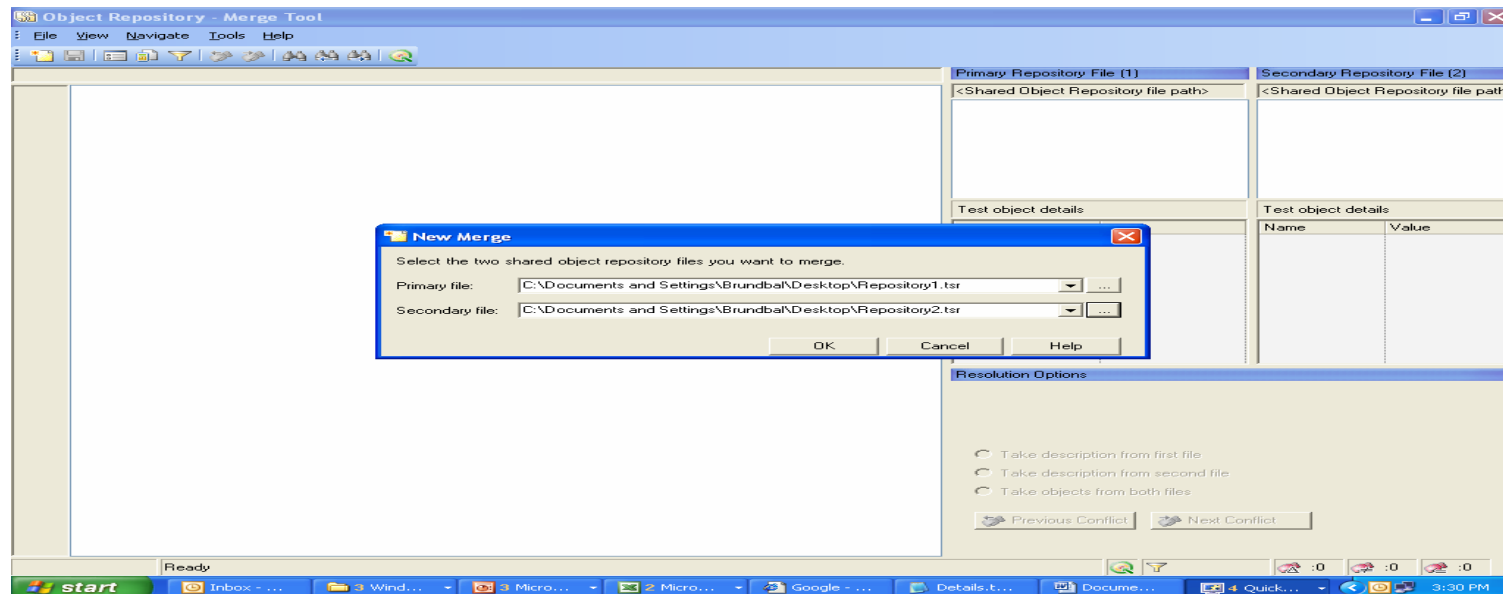 Object Repository - Merge Tool
File View Navigate Tools Help
Primary Repository File (1)
Secondary Repository File (2)
<Shared Object Repository file path>
<Shared Object Repository file path
Test object details
Test object details
Name Value
New Merge
Select the two shared object repository files you want to merge.
Primary file: C:\Documents and Settings\Brundbal\Desktop\Repository1.tsr ...
Secondary file: C:\Documents and Settings\Brundbal\Desktop\Repository2.tsr ...
OK Cancel Help
Resolution Options
Take description from first file
Take description from second file
Take objects from both files
Previous Conflict Next Conflict
Ready :0 :0 :0
start Inbox - ... 3 Wind... 3 Micro... 2 Micro... Google - ... Details.t... Docume... 4 Quick... 3:30 PM